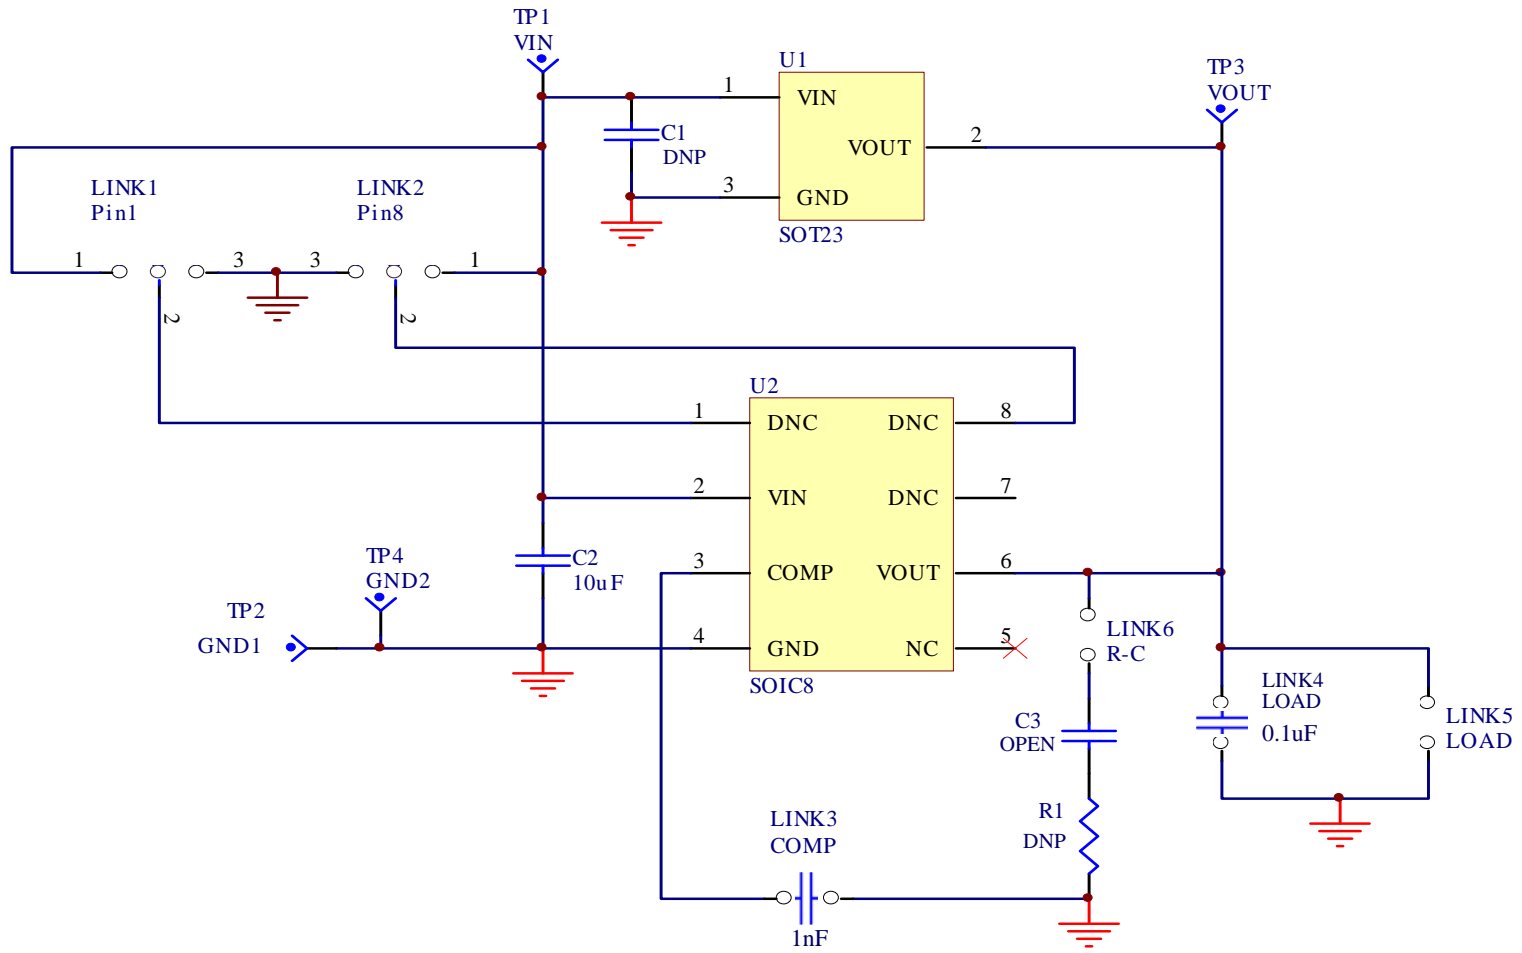 TP1
VIN
U1
1
VIN
C1
DNP
VOUT
2
3
GND
SOT23
TP3
VOUT
LINK1
Pin1
LINK2
Pin8
1
3
3
1
2
2
U2
1
DNC
DNC
8
2
VIN
DNC
7
3
COMP
VOUT
6
4
GND
NC
5
SOIC8
C2
10uF
TP4
GND2
TP2
GND1
LINK6
R-C
C3
OPEN
R1
DNP
LINK4
LOAD
0.1uF
LINK5
LOAD
LINK3
COMP
1nF